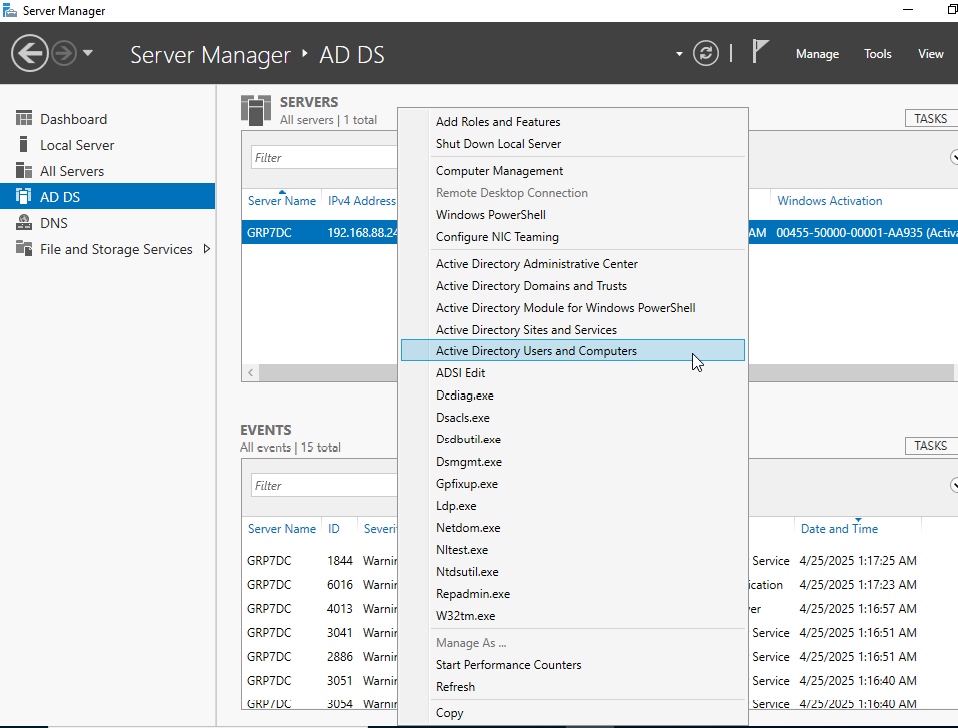 Server Manager
Server Manager ‣ AD DS
Manage Tools View
Dashboard
Local Server
All Servers
AD DS
DNS
File and Storage Services
SERVERS
All servers | 1 total
TASKS
Filter
Server Name IPv4 Address Windows Activation
GRP7DC 192.168.88.24 AM 00455-50000-00001-AA935 (Activa
Add Roles and Features
Shut Down Local Server
Computer Management
Remote Desktop Connection
Windows PowerShell
Configure NIC Teaming
Active Directory Administrative Center
Active Directory Domains and Trusts
Active Directory Module for Windows PowerShell
Active Directory Sites and Services
Active Directory Users and Computers
ADSI Edit
Dcdiag.exe
Dsacls.exe
Dsdbutil.exe
Dsmgmt.exe
Gpfixup.exe
Ldp.exe
Netdom.exe
Nltest.exe
Ntdsutil.exe
Repadmin.exe
W32tm.exe
Manage As ...
Start Performance Counters
Refresh
Copy
EVENTS
All events | 15 total
TASKS
Filter
Server Name ID Severi Date and Time
GRP7DC 1844 Warnin Service 4/25/2025 1:17:25 AM
GRP7DC 6016 Warnin ication 4/25/2025 1:17:23 AM
GRP7DC 4013 Warnin er 4/25/2025 1:16:57 AM
GRP7DC 3041 Warnin Service 4/25/2025 1:16:51 AM
GRP7DC 2886 Warnin Service 4/25/2025 1:16:51 AM
GRP7DC 3051 Warnin Service 4/25/2025 1:16:40 AM
GRP7DC 3054 Warnin Service 4/25/2025 1:16:40 AM